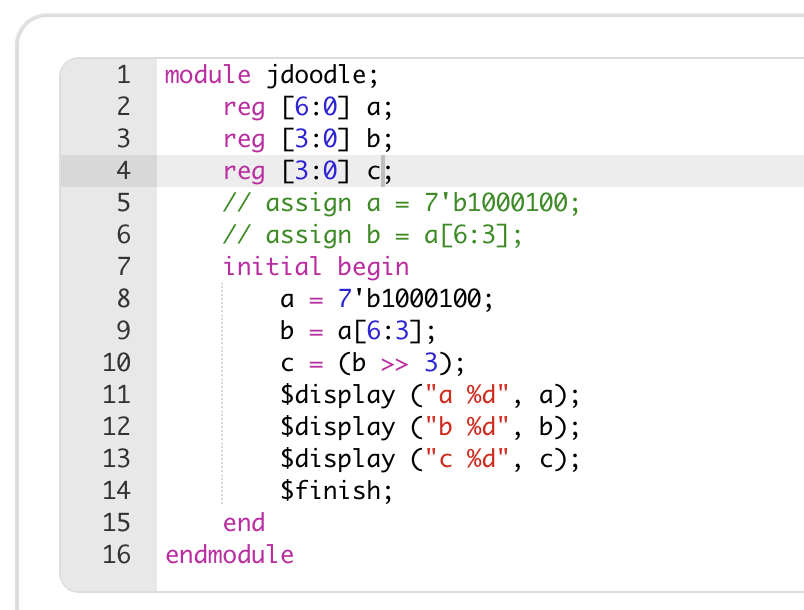 1 module jdoodle;
2 reg [6:0] a;
3 reg [3:0] b;
4 reg [3:0] c;
5 // assign a = 7'b1000100;
6 // assign b = a[6:3];
7 initial begin
8 a = 7'b1000100;
9 b = a[6:3];
10 c = (b >> 3);
11 $display ("a %d", a);
12 $display ("b %d", b);
13 $display ("c %d", c);
14 $finish;
15 end
16 endmodule